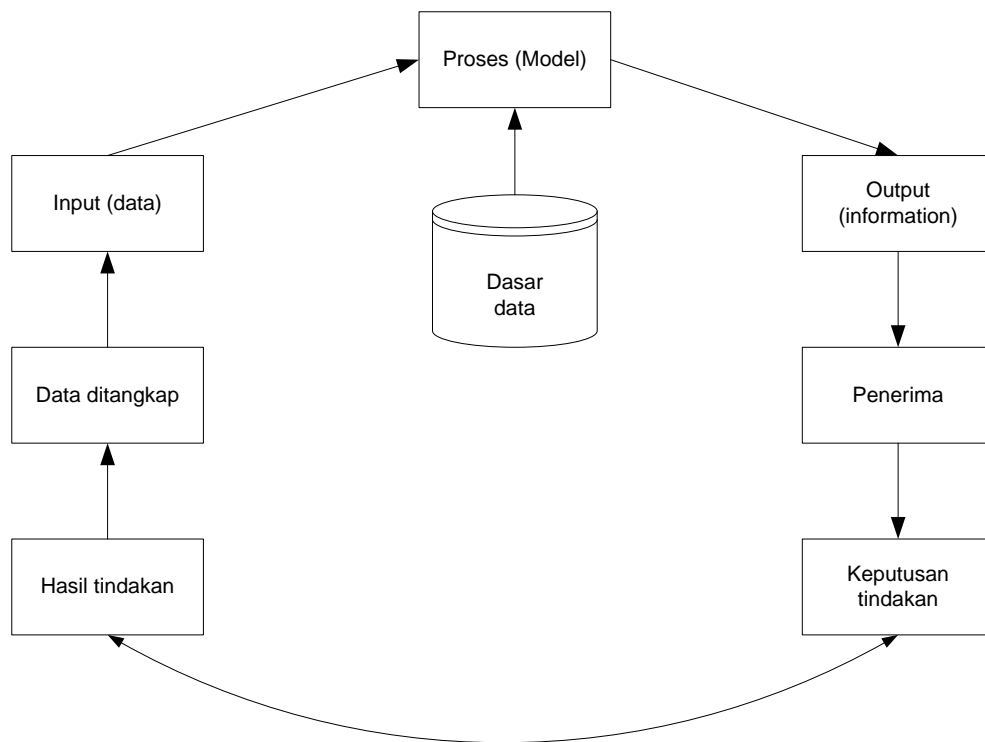 Proses (Model)
Input (data)
Output
(information)
Dasar
data
Data ditangkap
Penerima
Hasil tindakan
Keputusan
tindakan